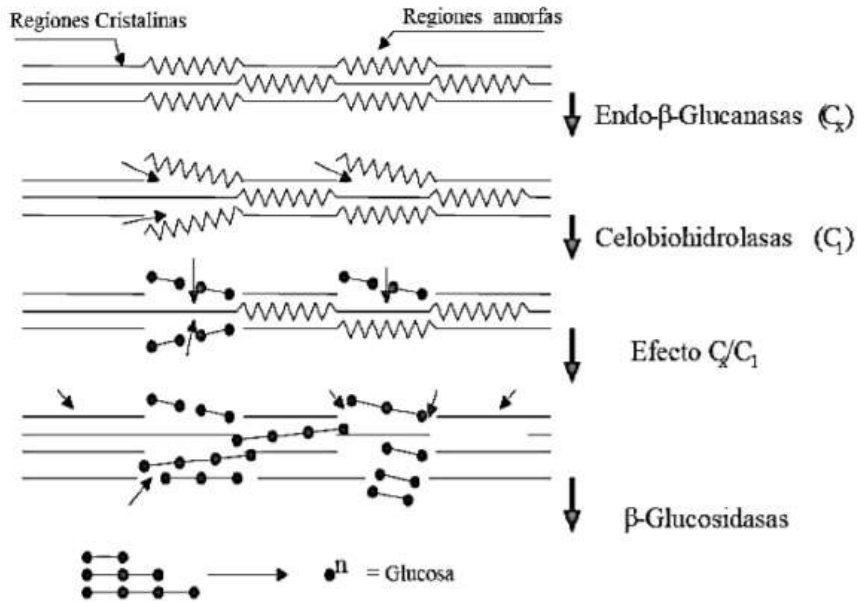 Regiones Cristalinas
Regiones amorfas
Endo-β-Glucanasas (Cx)
Celobiohidrolasas (C1)
Efecto Cx/C1
β-Glucosidasas
n = Glucosa